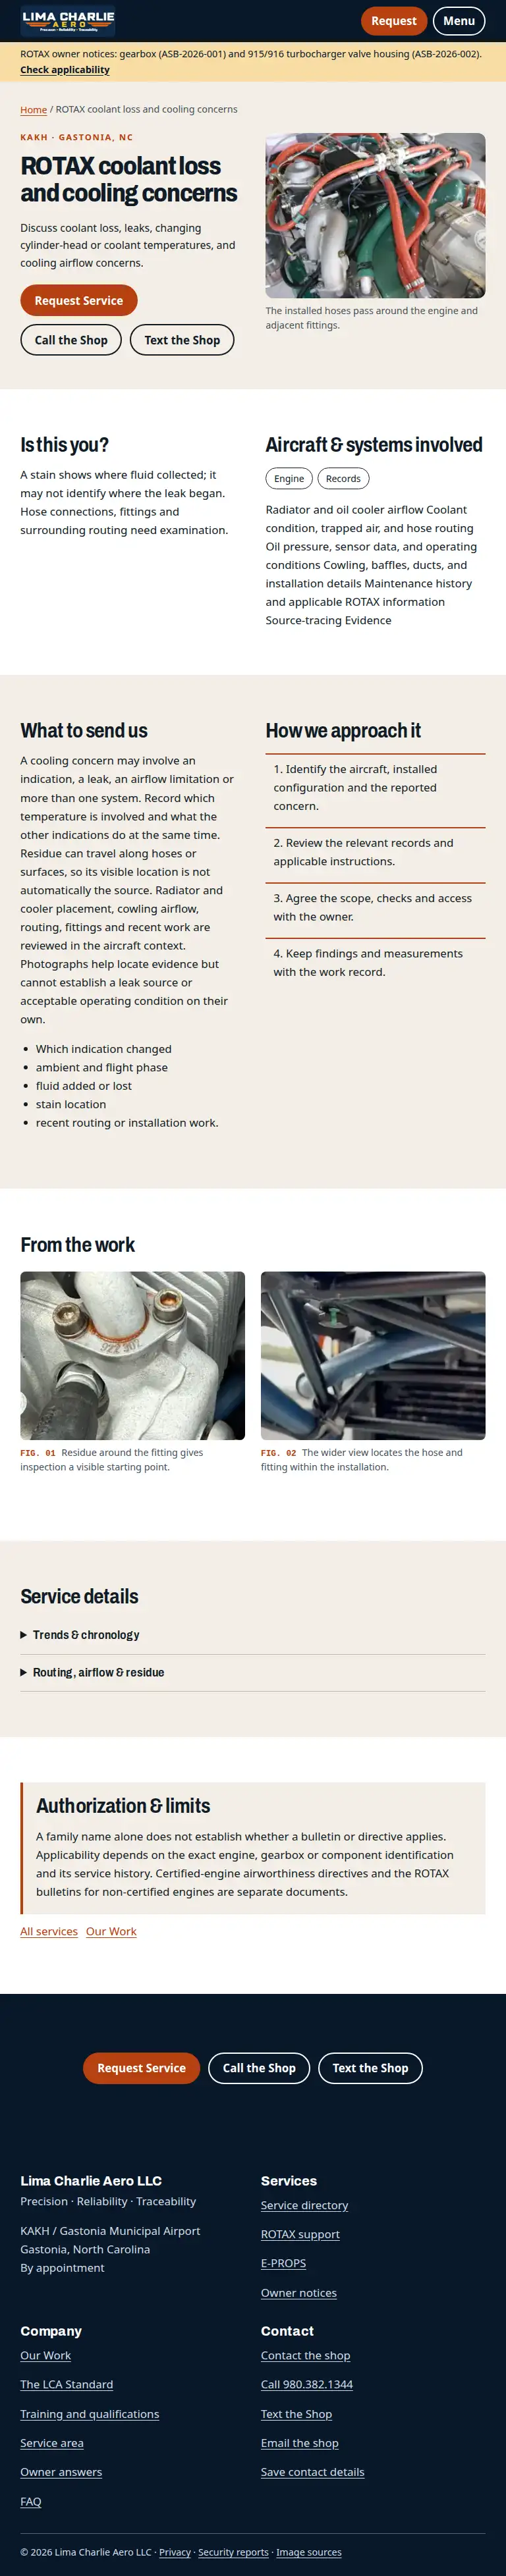 LIMA CHARLIE
AERO
Precision · Reliability · Traceability
Request
Menu
ROTAX owner notices: gearbox (ASB-2026-001) and 915/916 turbocharger valve housing (ASB-2026-002).
Check applicability
Home / ROTAX coolant loss and cooling concerns
KAKH · GASTONIA, NC
ROTAX coolant loss
and cooling concerns
Discuss coolant loss, leaks, changing
cylinder-head or coolant temperatures, and
cooling airflow concerns.
Request Service
Call the Shop
Text the Shop
The installed hoses pass around the engine and
adjacent fittings.
Is this you?
A stain shows where fluid collected; it
may not identify where the leak began.
Hose connections, fittings and
surrounding routing need examination.
Aircraft & systems involved
Engine
Records
Radiator and oil cooler airflow Coolant
condition, trapped air, and hose routing
Oil pressure, sensor data, and operating
conditions Cowling, baffles, ducts, and
installation details Maintenance history
and applicable ROTAX information
Source-tracing Evidence
What to send us
A cooling concern may involve an
indication, a leak, an airflow limitation or
more than one system. Record which
temperature is involved and what the
other indications do at the same time.
Residue can travel along hoses or
surfaces, so its visible location is not
automatically the source. Radiator and
cooler placement, cowling airflow,
routing, fittings and recent work are
reviewed in the aircraft context.
Photographs help locate evidence but
cannot establish a leak source or
acceptable operating condition on their
own.
• Which indication changed
• ambient and flight phase
• fluid added or lost
• stain location
• recent routing or installation work.
How we approach it
1. Identify the aircraft, installed
configuration and the reported
concern.
2. Review the relevant records and
applicable instructions.
3. Agree the scope, checks and access
with the owner.
4. Keep findings and measurements
with the work record.
From the work
FIG. 01 Residue around the fitting gives
inspection a visible starting point.
FIG. 02 The wider view locates the hose and
fitting within the installation.
Service details
Trends & chronology
Routing, airflow & residue
Authorization & limits
A family name alone does not establish whether a bulletin or directive applies.
Applicability depends on the exact engine, gearbox or component identification
and its service history. Certified-engine airworthiness directives and the ROTAX
bulletins for non-certified engines are separate documents.
All services Our Work
Request Service
Call the Shop
Text the Shop
Lima Charlie Aero LLC
Precision · Reliability · Traceability
KAKH / Gastonia Municipal Airport
Gastonia, North Carolina
By appointment
Services
Service directory
ROTAX support
E-PROPS
Owner notices
Company
Our Work
The LCA Standard
Training and qualifications
Service area
Owner answers
FAQ
Contact
Contact the shop
Call 980.382.1344
Text the Shop
Email the shop
Save contact details
© 2026 Lima Charlie Aero LLC · Privacy · Security reports · Image sources